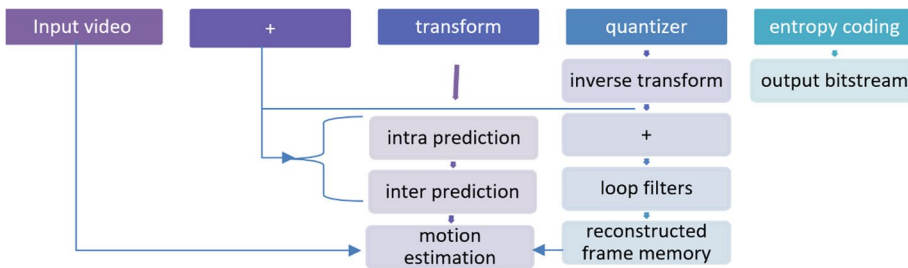 Input video
+
transform
quantizer
entropy coding
inverse transform
output bitstream
intra prediction
+
inter prediction
loop filters
motion
estimation
reconstructed
frame memory